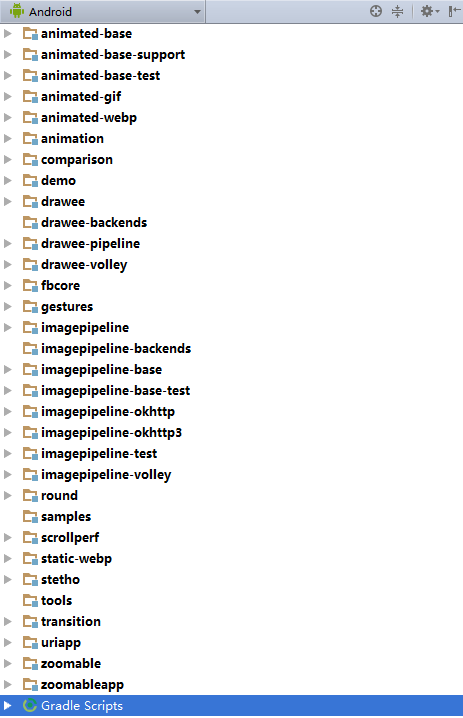 Android
animated-base
animated-base-support
animated-base-test
animated-gif
animated-webp
animation
comparison
demo
drawee
drawee-backends
drawee-pipeline
drawee-volley
fbcore
gestures
imagepipeline
imagepipeline-backends
imagepipeline-base
imagepipeline-base-test
imagepipeline-okhttp
imagepipeline-okhttp3
imagepipeline-test
imagepipeline-volley
round
samples
scrollperf
static-webp
stetho
tools
transition
uriapp
zoomable
zoomableapp
Gradle Scripts